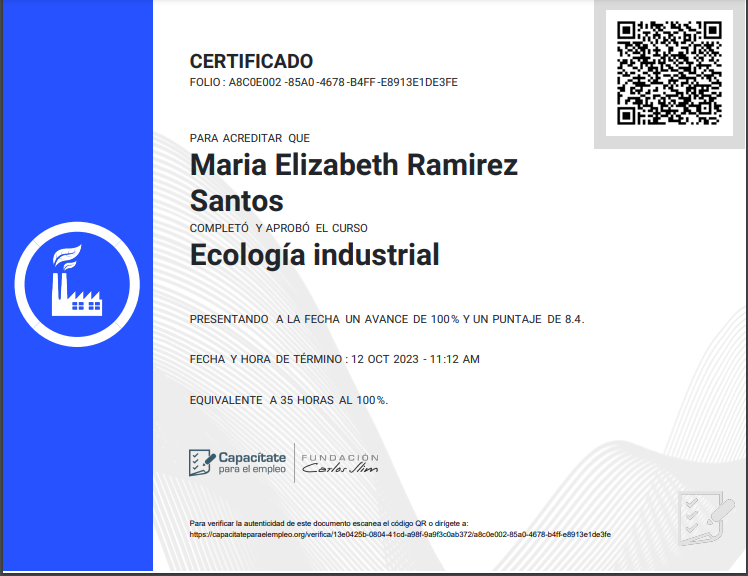 CERTIFICADO
FOLIO : A8C0E002 -85A0 -4678 -B4FF -E8913E1DE3FE
PARA ACREDITAR QUE
Maria Elizabeth Ramirez
Santos
COMPLETÓ Y APROBÓ EL CURSO
Ecología industrial
PRESENTANDO A LA FECHA UN AVANCE DE 100% Y UN PUNTAJE DE 8.4.
FECHA Y HORA DE TÉRMINO : 12 OCT 2023 - 11:12 AM
EQUIVALENTE A 35 HORAS AL 100%.
Capacítate
para el empleo
FUNDACIÓN
Carlos Slim
Para verificar la autenticidad de este documento escanea el código QR o dirígete a:
https://capacitateparaelempleo.org/verifica/13e0425b-0804-41cd-a98f-9a9f3c0ab372/a8c0e002-85a0-4678-b4ff-e8913e1de3fe